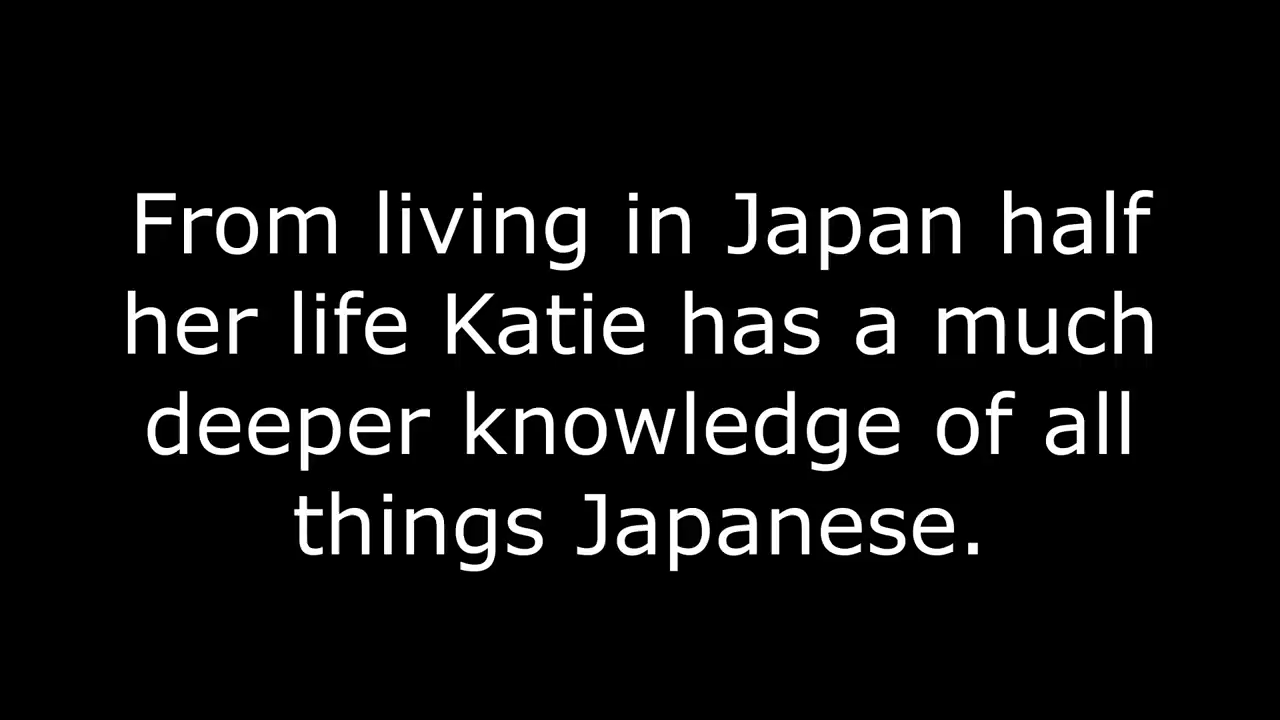 From living in Japan half
her life Katie has a much
deeper knowledge of all
things Japanese.